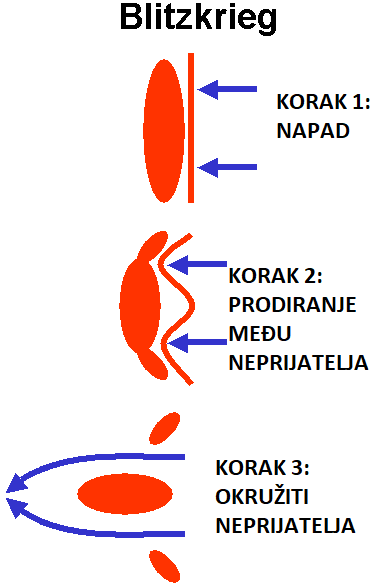 Blitzkrieg
KORAK 1:
NAPAD
KORAK 2:
PRODIRANJE
MEĐU
NEPRIJATELJA
KORAK 3:
OKRUŽITI
NEPRIJATELJA